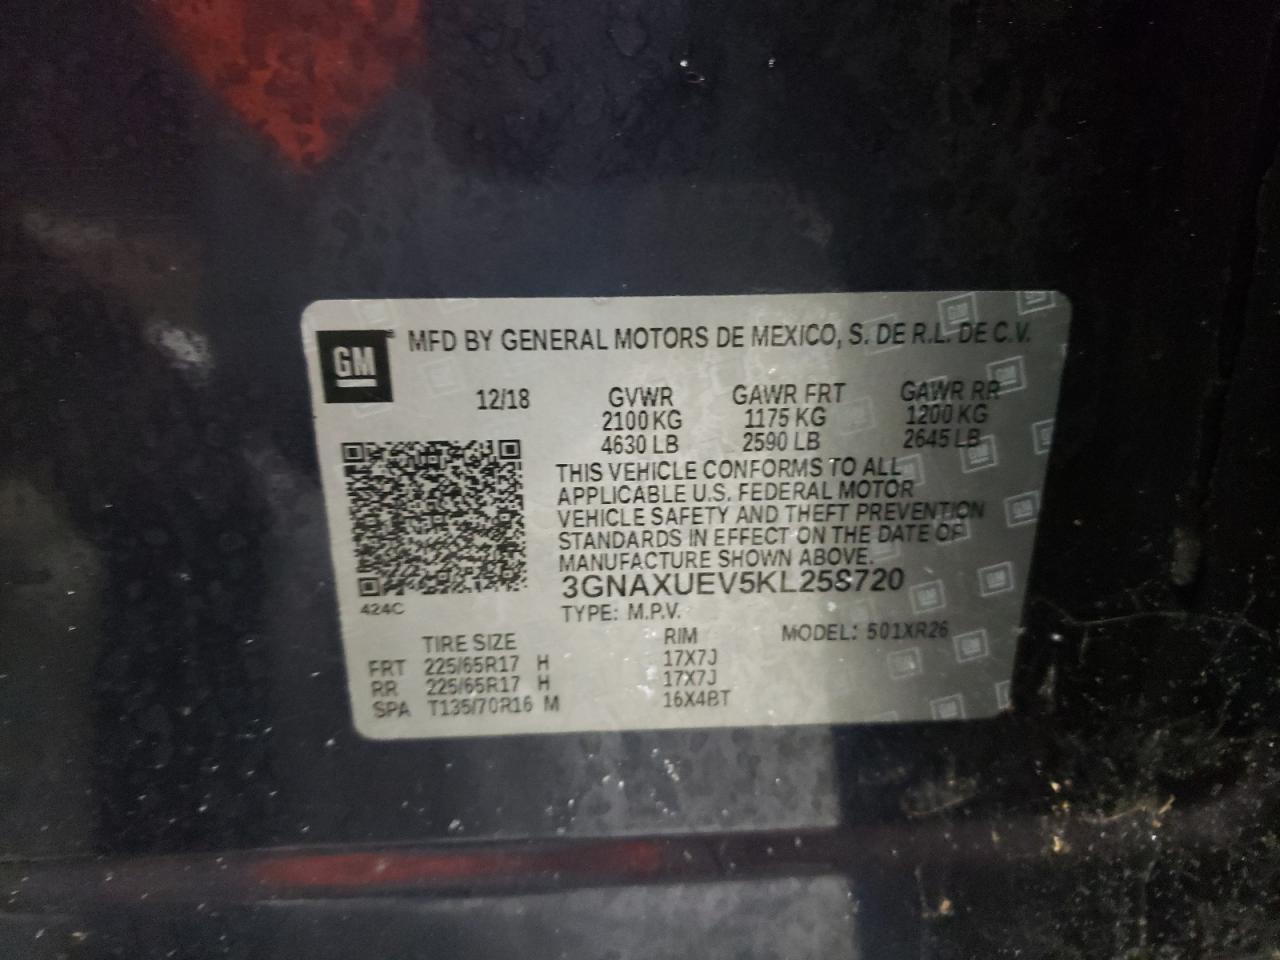 GM
MFD BY GENERAL MOTORS DE MEXICO, S. DE R.L. DE C.V.
12/18 GVWR GAWR FRT GAWR RR
2100 KG 1175 KG 1200 KG
4630 LB 2590 LB 2645 LB
THIS VEHICLE CONFORMS TO ALL
APPLICABLE U.S. FEDERAL MOTOR
VEHICLE SAFETY AND THEFT PREVENTION
STANDARDS IN EFFECT ON THE DATE OF
MANUFACTURE SHOWN ABOVE.
3GNAXUEV5KL25S720
424C
TYPE: M.P.V.
MODEL: 501XR26
TIRE SIZE RIM
FRT 225/65R17 H 17X7J
RR 225/65R17 H 17X7J
SPA T135/70R16 M 16X4BT